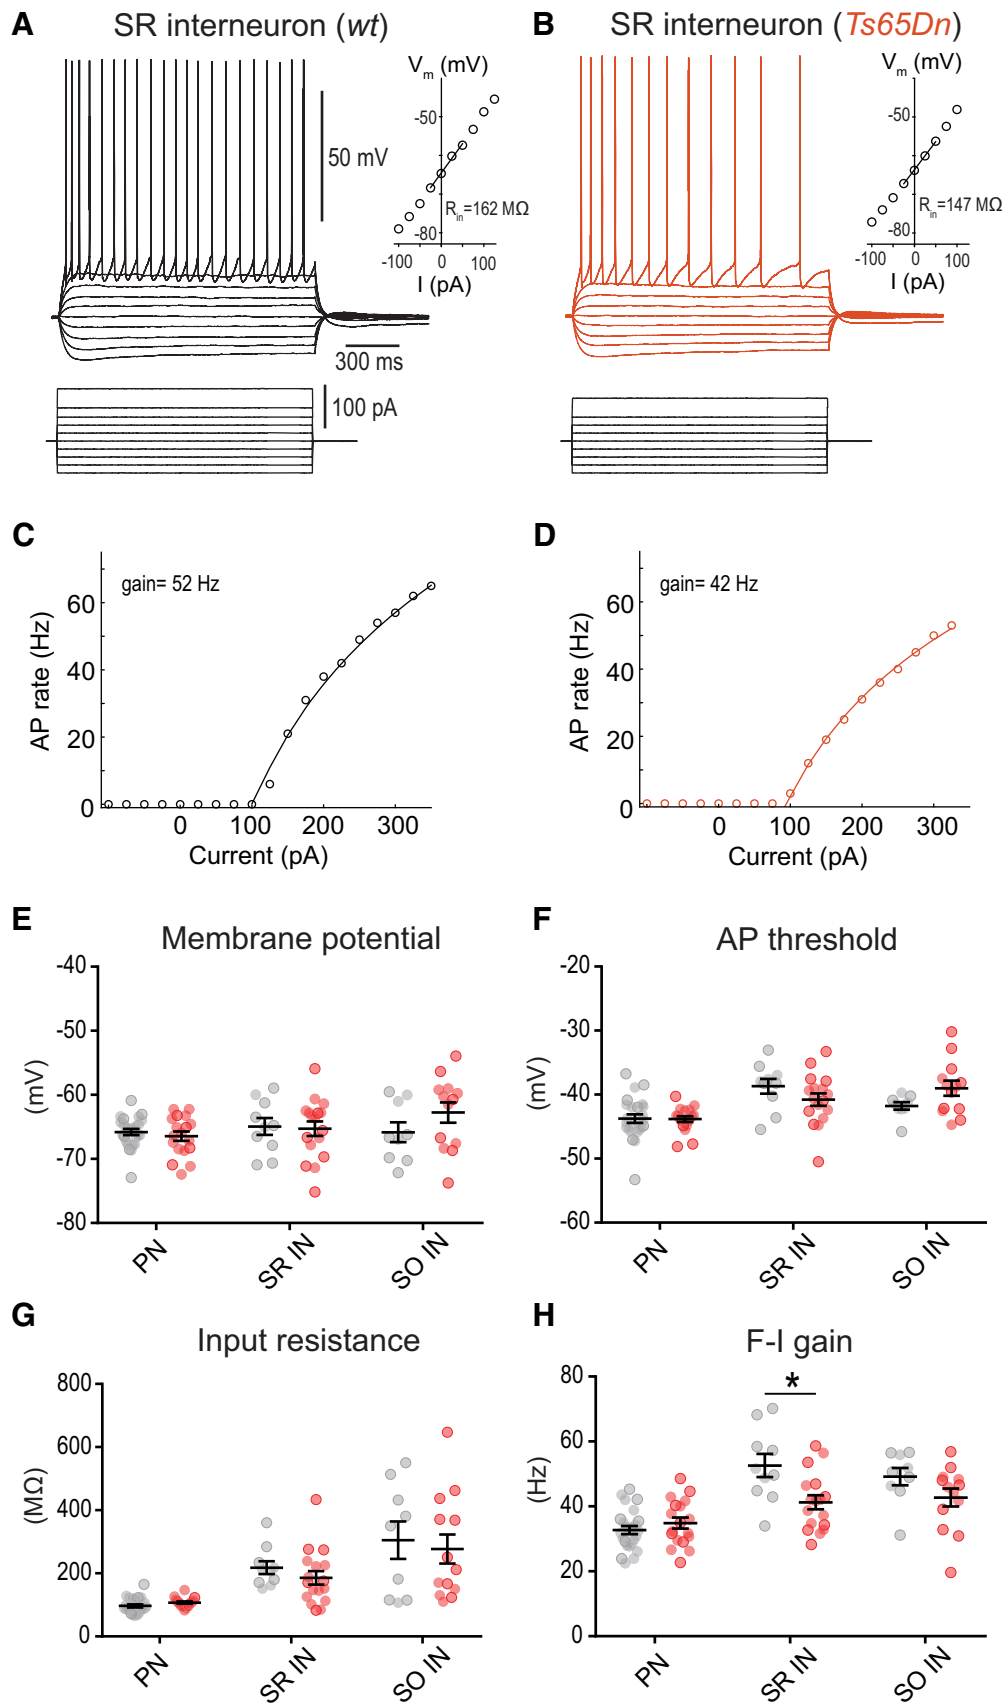 A SR interneuron (wt)
V_m (mV)
-50
50 mV
R_in=162 MΩ
-80
-100 0 100
I (pA)
300 ms
100 pA
B SR interneuron (Ts65Dn)
V_m (mV)
-50
R_in=147 MΩ
-80
-100 0 100
I (pA)
C
gain= 52 Hz
AP rate (Hz)
60
40
20
0
0 100 200 300
Current (pA)
D
gain= 42 Hz
AP rate (Hz)
60
40
20
0
0 100 200 300
Current (pA)
E Membrane potential
(mV)
-40
-50
-60
-70
-80
PN SR IN SO IN
F AP threshold
(mV)
-20
-30
-40
-50
-60
PN SR IN SO IN
G Input resistance
(MΩ)
800
600
400
200
0
PN SR IN SO IN
H F-I gain
(Hz)
80
60
40
20
0
*
PN SR IN SO IN